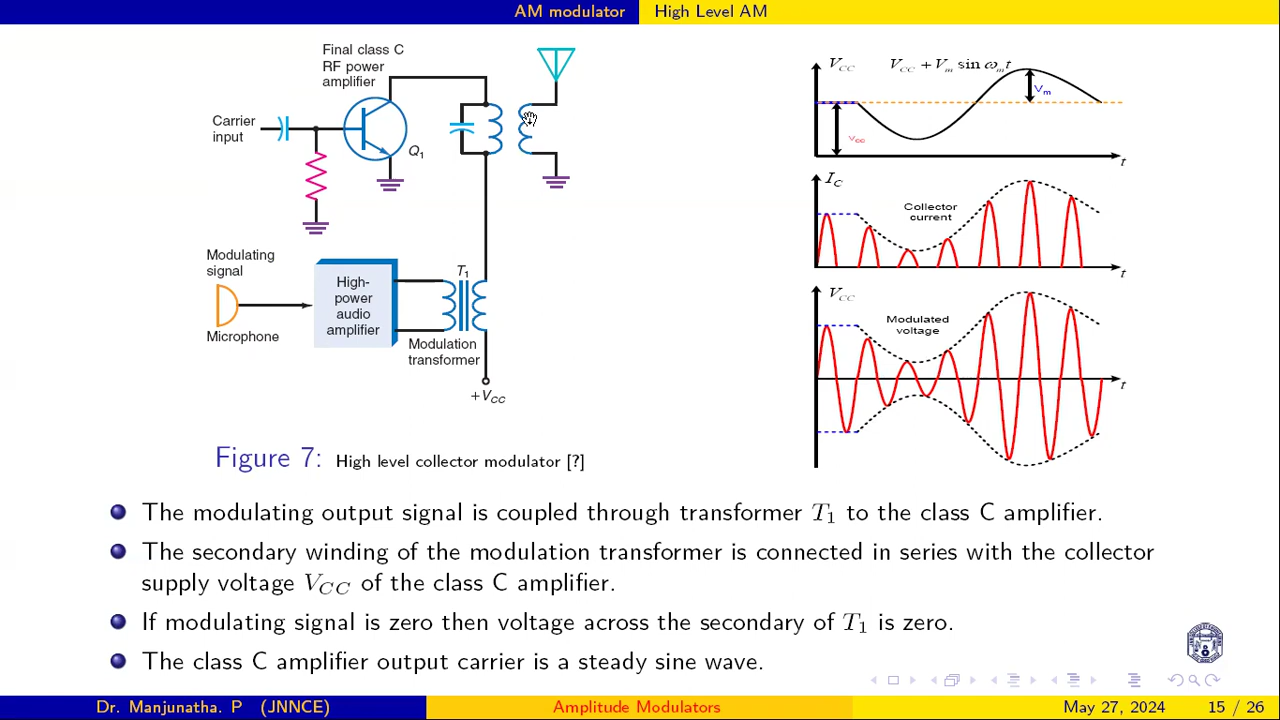 AM modulator High Level AM
Final class C
RF power
amplifier
Carrier
input
Q1
Modulating
signal
Microphone
High-
power
audio
amplifier
T1
Modulation
transformer
+VCC
VCC
VCC + Vm sin ωmt
Vm
Vcc
t
IC
Collector
current
t
VCC
Modulated
voltage
t
Figure 7: High level collector modulator [?]
The modulating output signal is coupled through transformer T1 to the class C amplifier.
The secondary winding of the modulation transformer is connected in series with the collector
supply voltage VCC of the class C amplifier.
If modulating signal is zero then voltage across the secondary of T1 is zero.
The class C amplifier output carrier is a steady sine wave.
Dr. Manjunatha. P (JNNCE) Amplitude Modulators May 27, 2024 15 / 26